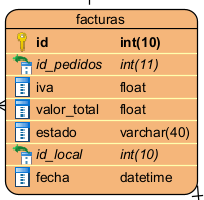 facturas
id int(10)
id_pedidos int(11)
iva float
valor_total float
estado varchar(40)
id_local int(10)
fecha datetime